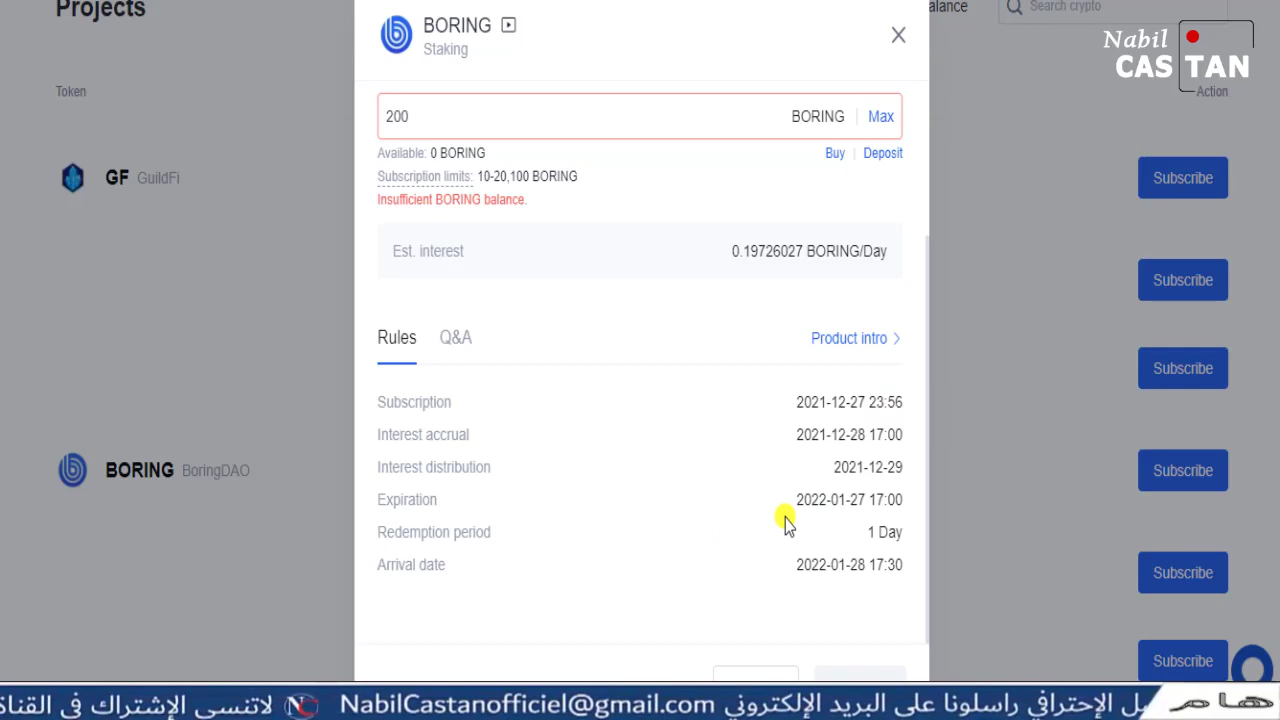 Projects
alance
Search crypto
Nabil
CASTAN
Token
Action
BORING
Staking
200
BORING
Max
Available: 0 BORING
Buy
Deposit
Subscription limits: 10-20,100 BORING
Insufficient BORING balance.
GF GuildFi
Subscribe
Est. interest
0.19726027 BORING/Day
Subscribe
Rules
Q&A
Product intro
Subscribe
Subscription
2021-12-27 23:56
Interest accrual
2021-12-28 17:00
Interest distribution
2021-12-29
BORING BoringDAO
Subscribe
Expiration
2022-01-27 17:00
Redemption period
1 Day
Arrival date
2022-01-28 17:30
Subscribe
Subscribe
هــام
ـل الإحترافي راسلونا على البريد الإلكتروني NabilCastanofficiel@gmail.com NC لاتنسى الإشتراك في القناة